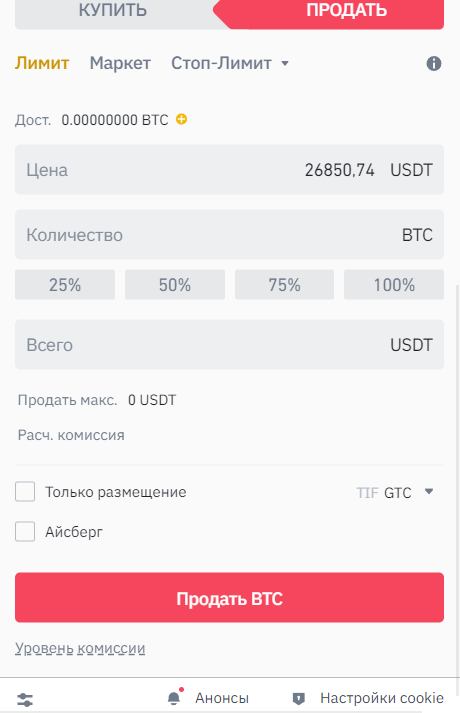 КУПИТЬ ПРОДАТЬ
Лимит Маркет Стоп-Лимит
Дост. 0.00000000 BTC
Цена 26850,74 USDT
Количество BTC
25% 50% 75% 100%
Всего USDT
Продать макс. 0 USDT
Расч. комиссия
Только размещение TIF GTC
Айсберг
Продать BTC
Уровень комиссии
Анонсы Настройки cookie